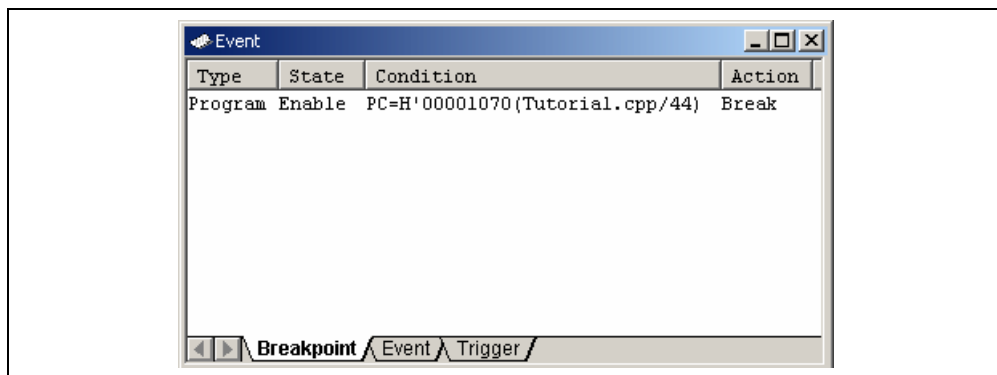 Event
Type State Condition Action
Program Enable PC=H'00001070(Tutorial.cpp/44) Break
Breakpoint Event Trigger